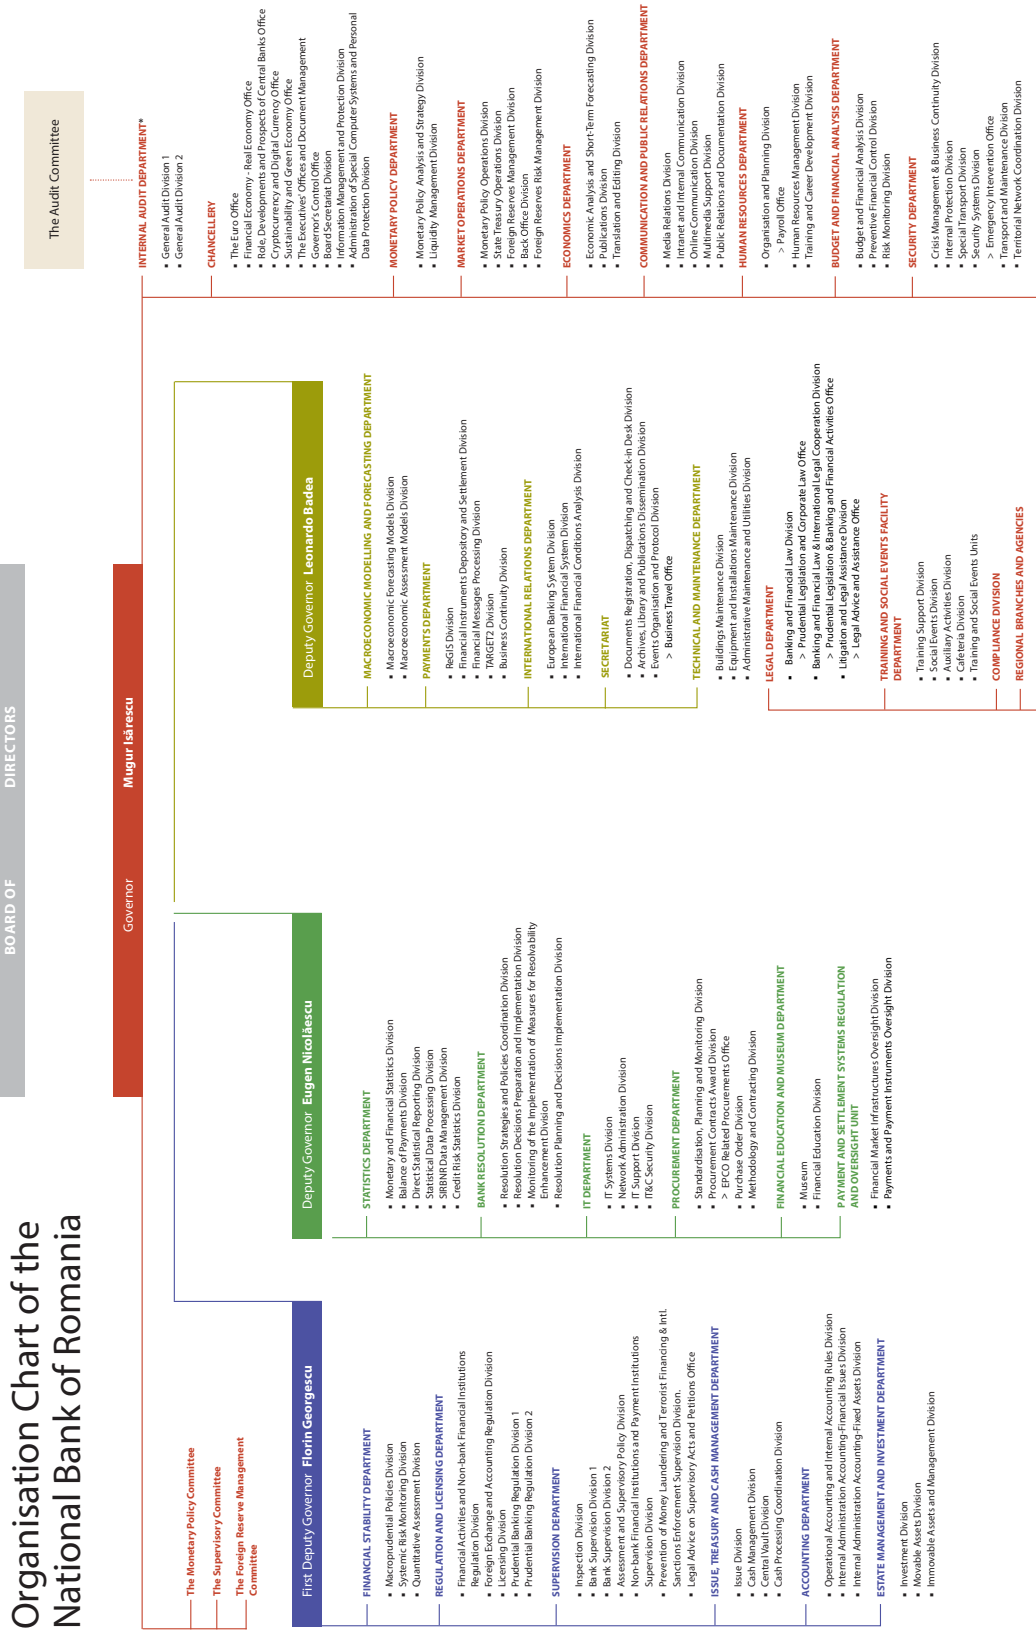 Organisation Chart of the
National Bank of Romania
BOARD OF DIRECTORS
The Audit Committee
Governor Mugur Isărescu
The Monetary Policy Committee
The Supervisory Committee
The Foreign Reserve Management
Committee
First Deputy Governor Florin Georgescu
FINANCIAL STABILITY DEPARTMENT
▪ Macroprudential Policies Division
▪ Systemic Risk Monitoring Division
▪ Quantitative Assessment Division
REGULATION AND LICENSING DEPARTMENT
▪ Financial Activities and Non-bank Financial Institutions
Regulation Division
▪ Foreign Exchange and Accounting Regulation Division
▪ Licensing Division
▪ Prudential Banking Regulation Division 1
▪ Prudential Banking Regulation Division 2
SUPERVISION DEPARTMENT
▪ Inspection Division
▪ Bank Supervision Division 1
▪ Bank Supervision Division 2
▪ Assessment and Supervisory Policy Division
▪ Non-bank Financial Institutions and Payment Institutions
Supervision Division
▪ Prevention of Money Laundering and Terrorist Financing & Intl.
Sanctions Enforcement Supervision Division.
▪ Legal Advice on Supervisory Acts and Petitions Office
ISSUE, TREASURY AND CASH MANAGEMENT DEPARTMENT
▪ Issue Division
▪ Cash Management Division
▪ Central Vault Division
▪ Cash Processing Coordination Division
ACCOUNTING DEPARTMENT
▪ Operational Accounting and Internal Accounting Rules Division
▪ Internal Administration Accounting-Financial Issues Division
▪ Internal Administration Accounting-Fixed Assets Division
ESTATE MANAGEMENT AND INVESTMENT DEPARTMENT
▪ Investment Division
▪ Movable Assets Division
▪ Immovable Assets and Management Division
Deputy Governor Eugen Nicolăescu
STATISTICS DEPARTMENT
▪ Monetary and Financial Statistics Division
▪ Balance of Payments Division
▪ Direct Statistical Reporting Division
▪ Statistical Data Processing Division
▪ SIRBNR Data Management Division
▪ Credit Risk Statistics Division
BANK RESOLUTION DEPARTMENT
▪ Resolution Strategies and Policies Coordination Division
▪ Resolution Decisions Preparation and Implementation Division
▪ Monitoring of the Implementation of Measures for Resolvability
Enhancement Division
▪ Resolution Planning and Decisions Implementation Division
IT DEPARTMENT
▪ IT Systems Division
▪ Network Administration Division
▪ IT Support Division
▪ IT&C Security Division
PROCUREMENT DEPARTMENT
▪ Standardisation, Planning and Monitoring Division
▪ Procurement Contracts Award Division
> EPCO Related Procurements Office
▪ Purchase Order Division
▪ Methodology and Contracting Division
FINANCIAL EDUCATION AND MUSEUM DEPARTMENT
▪ Museum
▪ Financial Education Division
PAYMENT AND SETTLEMENT SYSTEMS REGULATION
AND OVERSIGHT UNIT
▪ Financial Market Infrastructures Oversight Division
▪ Payments and Payment Instruments Oversight Division
Deputy Governor Leonardo Badea
MACROECONOMIC MODELLING AND FORECASTING DEPARTMENT
▪ Macroeconomic Forecasting Models Division
▪ Macroeconomic Assessment Models Division
PAYMENTS DEPARTMENT
▪ ReGIS Division
▪ Financial Instruments Depository and Settlement Division
▪ Financial Messages Processing Division
▪ TARGET2 Division
▪ Business Continuity Division
INTERNATIONAL RELATIONS DEPARTMENT
▪ European Banking System Division
▪ International Financial System Division
▪ International Financial Conditions Analysis Division
SECRETARIAT
▪ Documents Registration, Dispatching and Check-in Desk Division
▪ Archives, Library and Publications Dissemination Division
▪ Events Organisation and Protocol Division
> Business Travel Office
TECHNICAL AND MAINTENANCE DEPARTMENT
▪ Buildings Maintenance Division
▪ Equipment and Installations Maintenance Division
▪ Administrative Maintenance and Utilities Division
LEGAL DEPARTMENT
▪ Banking and Financial Law Division
> Prudential Legislation and Corporate Law Office
▪ Banking and Financial Law & International Legal Cooperation Division
> Prudential Legislation & Banking and Financial Activities Office
▪ Litigation and Legal Assistance Division
> Legal Advice and Assistance Office
TRAINING AND SOCIAL EVENTS FACILITY
DEPARTMENT
▪ Training Support Division
▪ Social Events Division
▪ Auxiliary Activities Division
▪ Cafeteria Division
▪ Training and Social Events Units
COMPLIANCE DIVISION
REGIONAL BRANCHES AND AGENCIES
INTERNAL AUDIT DEPARTMENT*
▪ General Audit Division 1
▪ General Audit Division 2
CHANCELLERY
▪ The Euro Office
▪ Financial Economy - Real Economy Office
▪ Role, Developments and Prospects of Central Banks Office
▪ Cryptocurrency and Digital Currency Office
▪ Sustainability and Green Economy Office
▪ The Executives' Offices and Document Management
▪ Governor's Control Office
▪ Board Secretariat Division
▪ Information Management and Protection Division
▪ Administration of Special Computer Systems and Personal
Data Protection Division
MONETARY POLICY DEPARTMENT
▪ Monetary Policy Analysis and Strategy Division
▪ Liquidity Management Division
MARKET OPERATIONS DEPARTMENT
▪ Monetary Policy Operations Division
▪ State Treasury Operations Division
▪ Foreign Reserves Management Division
▪ Back Office Division
▪ Foreign Reserves Risk Management Division
ECONOMICS DEPARTMENT
▪ Economic Analysis and Short-Term Forecasting Division
▪ Publications Division
▪ Translation and Editing Division
COMMUNICATION AND PUBLIC RELATIONS DEPARTMENT
▪ Media Relations Division
▪ Intranet and Internal Communication Division
▪ Online Communication Division
▪ Multimedia Support Division
▪ Public Relations and Documentation Division
HUMAN RESOURCES DEPARTMENT
▪ Organisation and Planning Division
> Payroll Office
▪ Human Resources Management Division
▪ Training and Career Development Division
BUDGET AND FINANCIAL ANALYSIS DEPARTMENT
▪ Budget and Financial Analysis Division
▪ Preventive Financial Control Division
▪ Risk Monitoring Division
SECURITY DEPARTMENT
▪ Crisis Management & Business Continuity Division
▪ Internal Protection Division
▪ Special Transport Division
▪ Security Systems Division
> Emergency Intervention Office
▪ Transport and Maintenance Division
▪ Territorial Network Coordination Division